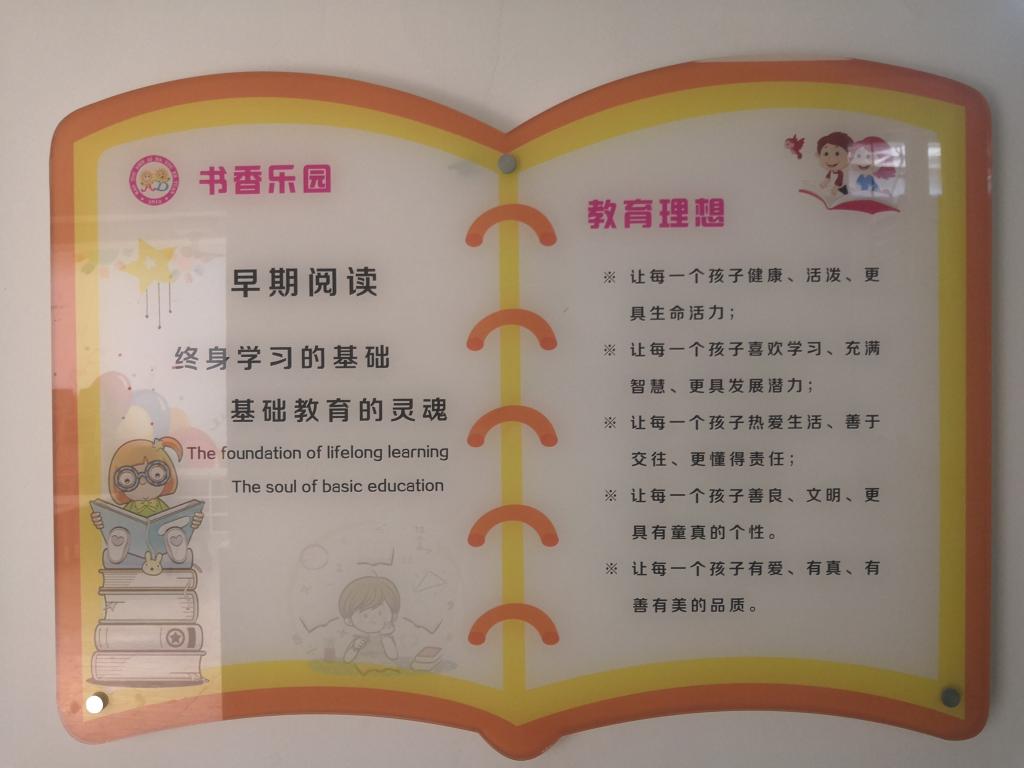 书香乐园
早期阅读
终身学习的基础
基础教育的灵魂
The foundation of lifelong learning
The soul of basic education
教育理想
※ 让每一个孩子健康、活泼、更
具生命活力；
※ 让每一个孩子喜欢学习、充满
智慧、更具发展潜力；
※ 让每一个孩子热爱生活、善于
交往、更懂得责任；
※ 让每一个孩子善良、文明、更
具有童真的个性。
※ 让每一个孩子有爱、有真、有
善有美的品质。